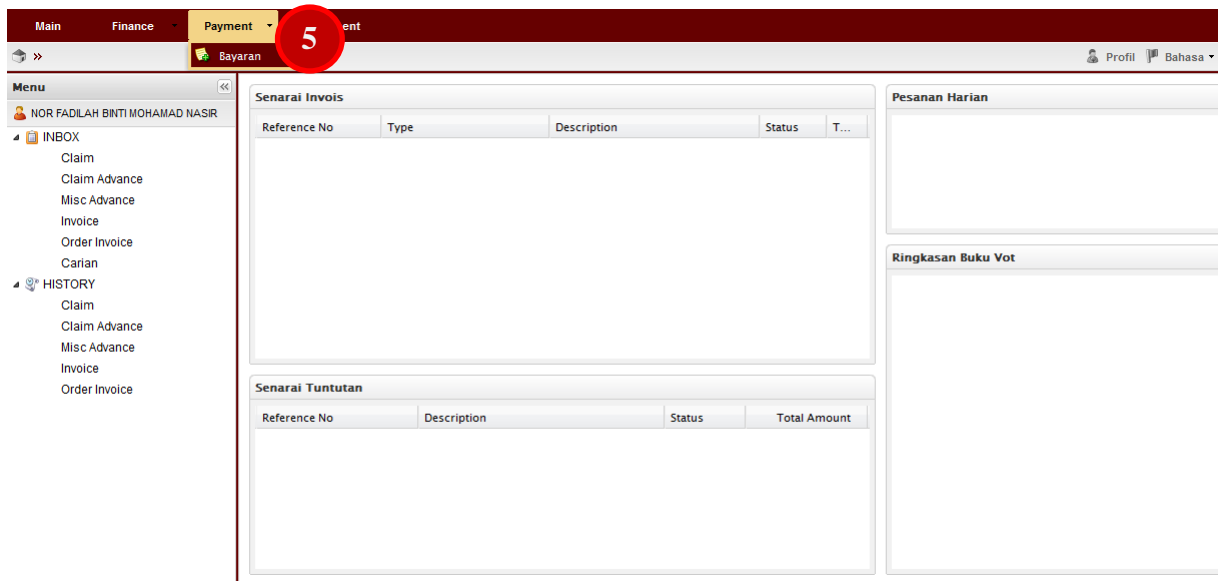 Main Finance Payment ent
5
Bayaran
Profil Bahasa
Menu
NOR FADILAH BINTI MOHAMAD NASIR
INBOX
Claim
Claim Advance
Misc Advance
Invoice
Order Invoice
Carian
HISTORY
Claim
Claim Advance
Misc Advance
Invoice
Order Invoice
Senarai Invois
Reference No Type Description Status T...
Senarai Tuntutan
Reference No Description Status Total Amount
Pesanan Harian
Ringkasan Buku Vot